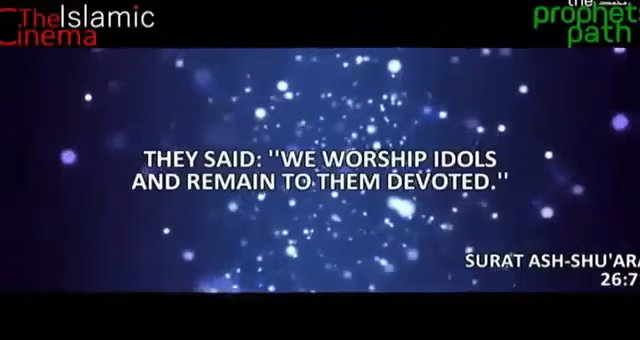 The Islamic
Cinema
the
prophet
path
THEY SAID: "WE WORSHIP IDOLS
AND REMAIN TO THEM DEVOTED."
SURAT ASH-SHU'ARA
26:7